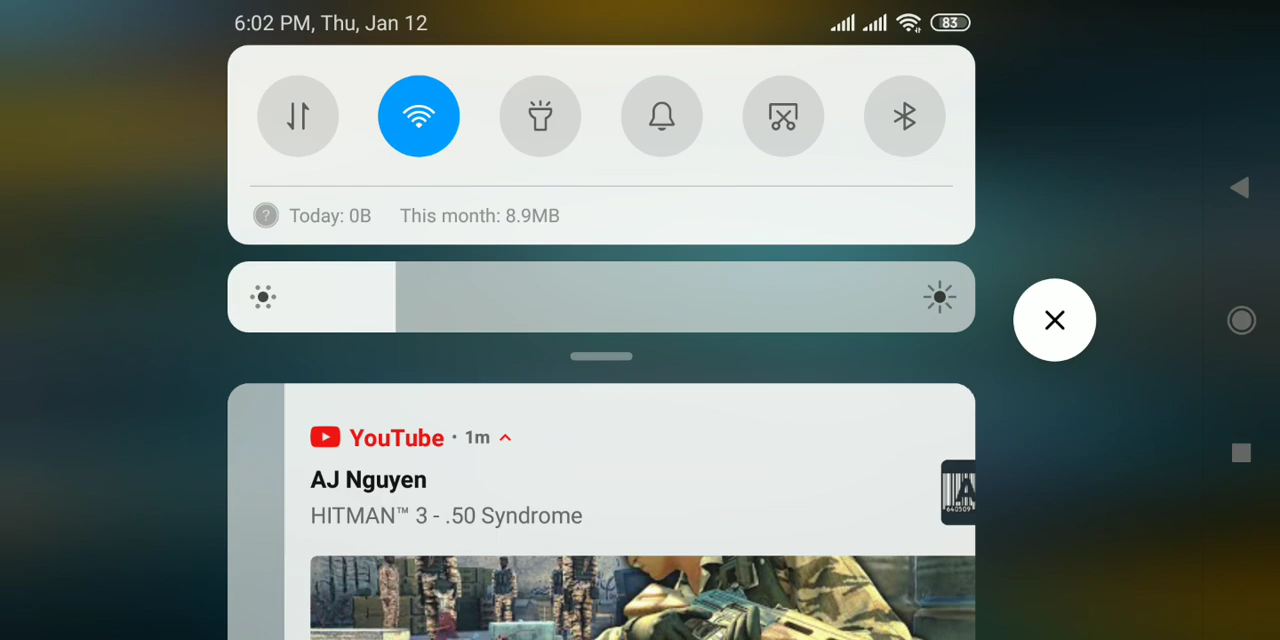 6:02 PM, Thu, Jan 12
83
Today: 0B
This month: 8.9MB
YouTube · 1m
AJ Nguyen
HITMAN™ 3 - .50 Syndrome
A
640509